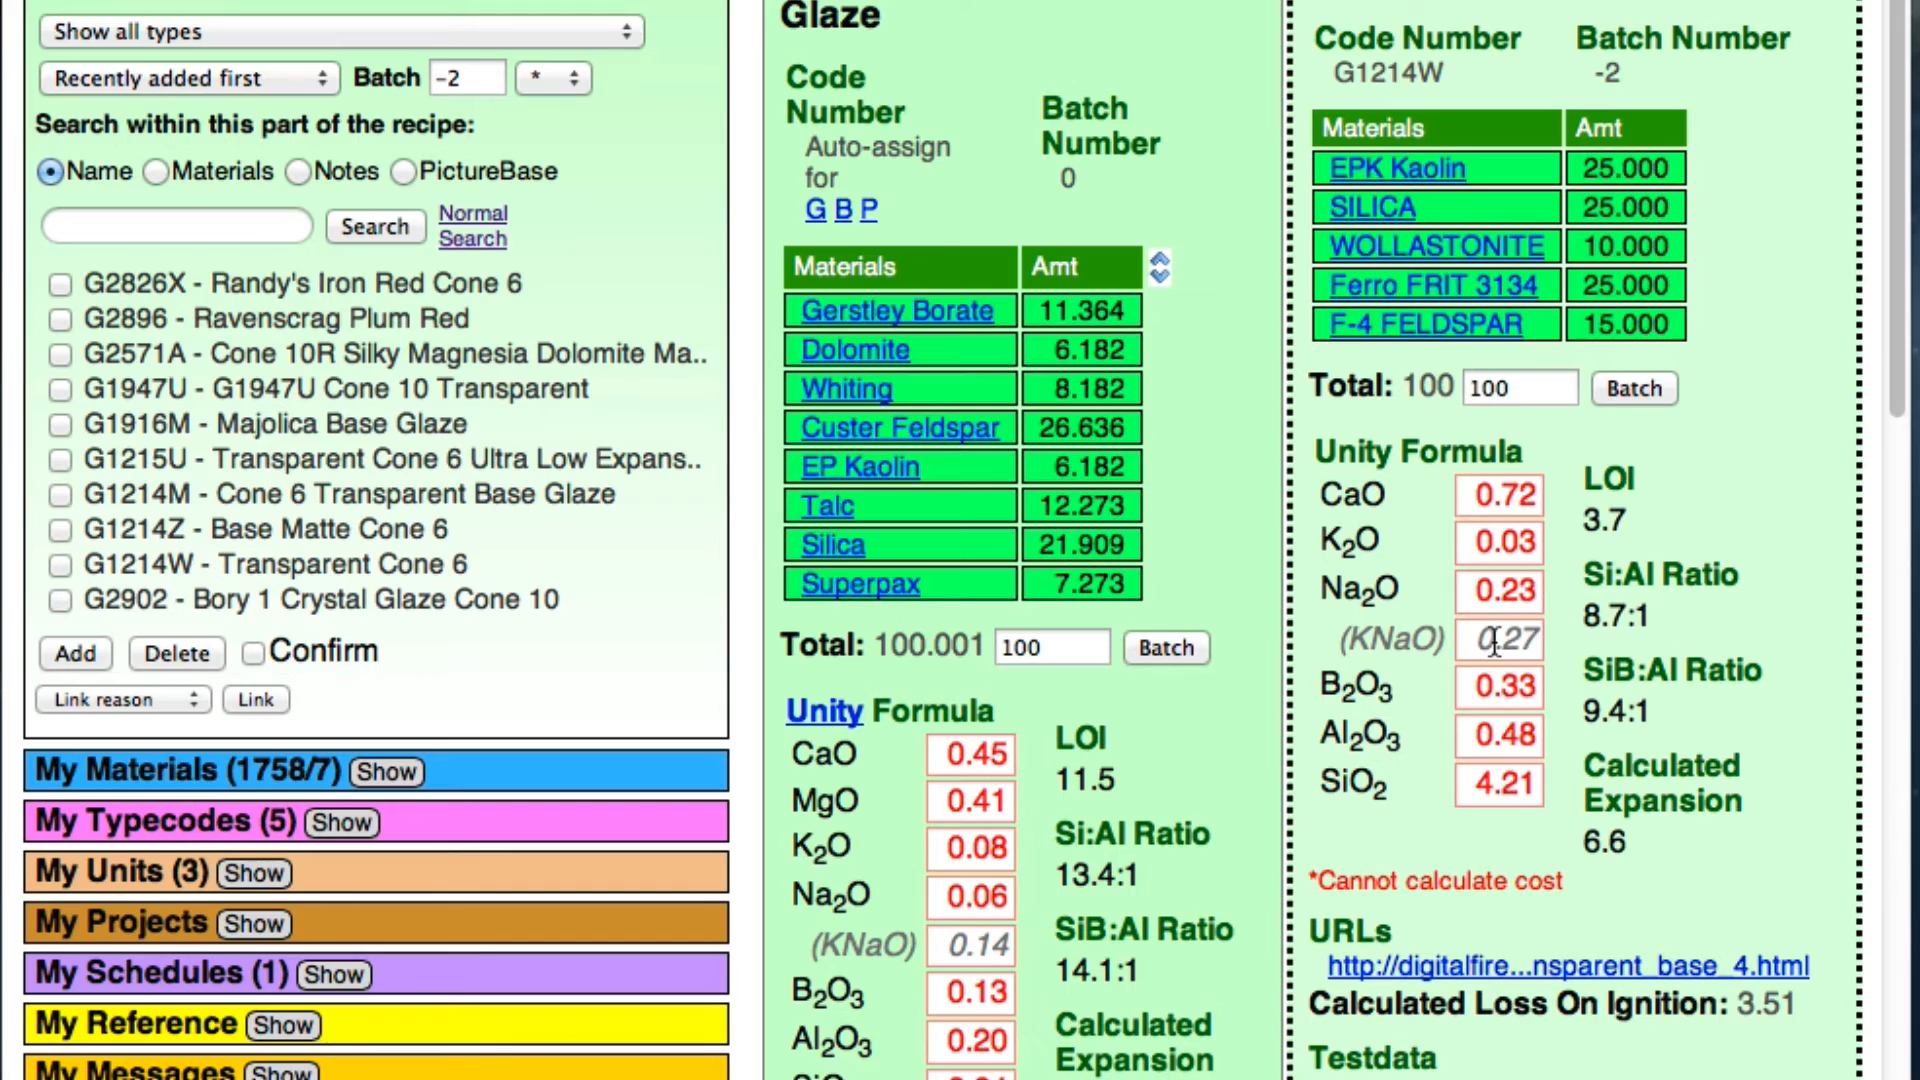 Show all types
Recently added first Batch -2 *
Search within this part of the recipe:
Name Materials Notes PictureBase
Search Normal Search
G2826X - Randy's Iron Red Cone 6
G2896 - Ravenscrag Plum Red
G2571A - Cone 10R Silky Magnesia Dolomite Ma..
G1947U - G1947U Cone 10 Transparent
G1916M - Majolica Base Glaze
G1215U - Transparent Cone 6 Ultra Low Expans..
G1214M - Cone 6 Transparent Base Glaze
G1214Z - Base Matte Cone 6
G1214W - Transparent Cone 6
G2902 - Bory 1 Crystal Glaze Cone 10
Add Delete Confirm
Link reason Link
My Materials (1758/7) Show
My Typecodes (5) Show
My Units (3) Show
My Projects Show
My Schedules (1) Show
My Reference Show
My Messages Show
Glaze
Code Number
Auto-assign for
G B P
Batch Number
0
Materials Amt
Gerstley Borate 11.364
Dolomite 6.182
Whiting 8.182
Custer Feldspar 26.636
EP Kaolin 6.182
Talc 12.273
Silica 21.909
Superpax 7.273
Total: 100.001 100 Batch
Unity Formula
CaO 0.45
MgO 0.41
K2O 0.08
Na2O 0.06
(KNaO) 0.14
B2O3 0.13
Al2O3 0.20
LOI
11.5
Si:Al Ratio
13.4:1
SiB:Al Ratio
14.1:1
Calculated
Expansion
Code Number Batch Number
G1214W -2
Materials Amt
EPK Kaolin 25.000
SILICA 25.000
WOLLASTONITE 10.000
Ferro FRIT 3134 25.000
F-4 FELDSPAR 15.000
Total: 100 100 Batch
Unity Formula
CaO 0.72
K2O 0.03
Na2O 0.23
(KNaO) 0.27
B2O3 0.33
Al2O3 0.48
SiO2 4.21
LOI
3.7
Si:Al Ratio
8.7:1
SiB:Al Ratio
9.4:1
Calculated
Expansion
6.6
*Cannot calculate cost
URLs
http://digitalfire...nsparent_base_4.html
Calculated Loss On Ignition: 3.51
Testdata